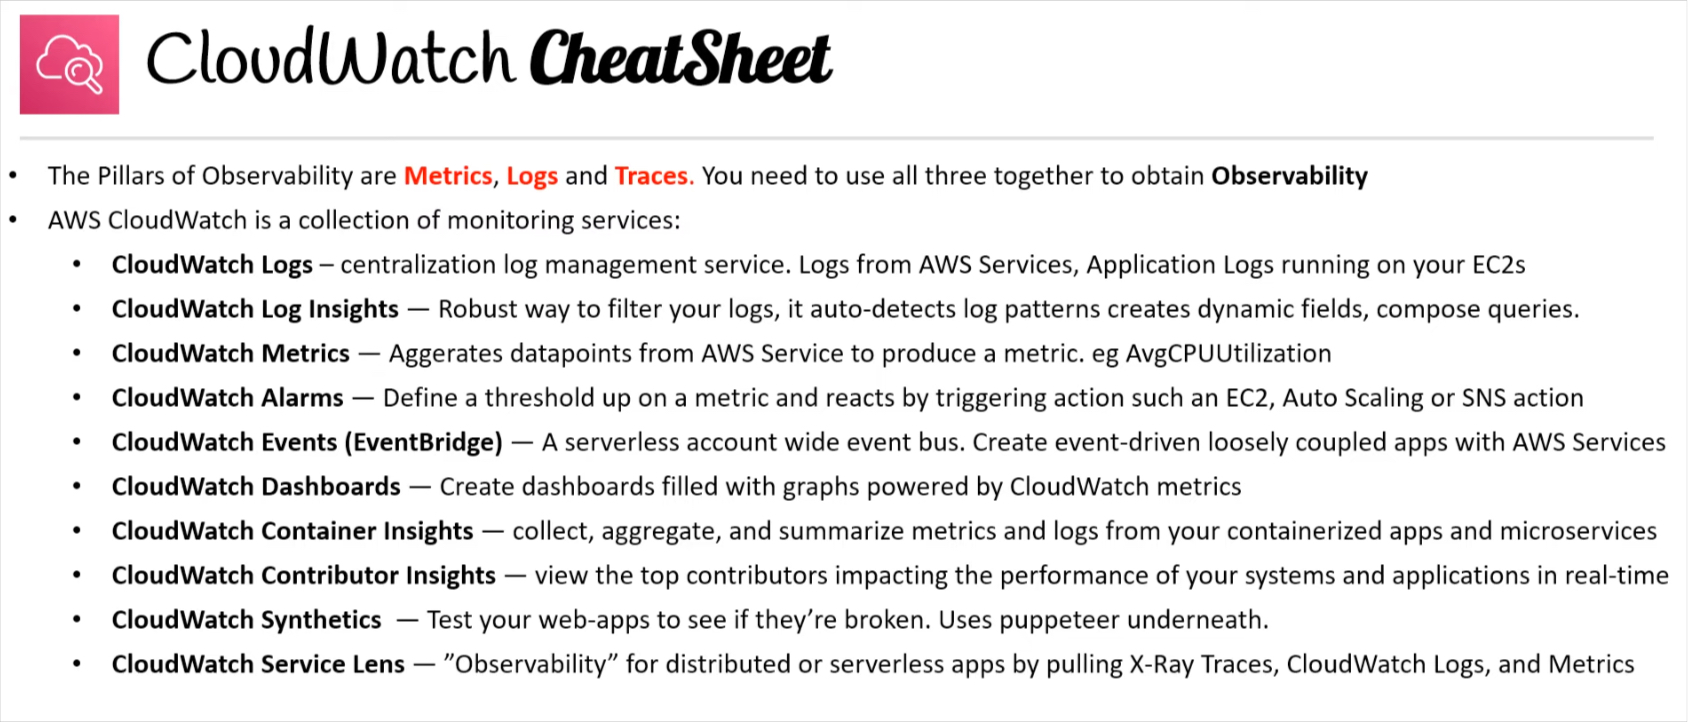 CloudWatch CheatSheet
• The Pillars of Observability are Metrics, Logs and Traces. You need to use all three together to obtain Observability
• AWS CloudWatch is a collection of monitoring services:
• CloudWatch Logs – centralization log management service. Logs from AWS Services, Application Logs running on your EC2s
• CloudWatch Log Insights — Robust way to filter your logs, it auto-detects log patterns creates dynamic fields, compose queries.
• CloudWatch Metrics — Aggerates datapoints from AWS Service to produce a metric. eg AvgCPUUtilization
• CloudWatch Alarms — Define a threshold up on a metric and reacts by triggering action such an EC2, Auto Scaling or SNS action
• CloudWatch Events (EventBridge) — A serverless account wide event bus. Create event-driven loosely coupled apps with AWS Services
• CloudWatch Dashboards — Create dashboards filled with graphs powered by CloudWatch metrics
• CloudWatch Container Insights — collect, aggregate, and summarize metrics and logs from your containerized apps and microservices
• CloudWatch Contributor Insights — view the top contributors impacting the performance of your systems and applications in real-time
• CloudWatch Synthetics — Test your web-apps to see if they’re broken. Uses puppeteer underneath.
• CloudWatch Service Lens — ”Observability” for distributed or serverless apps by pulling X-Ray Traces, CloudWatch Logs, and Metrics